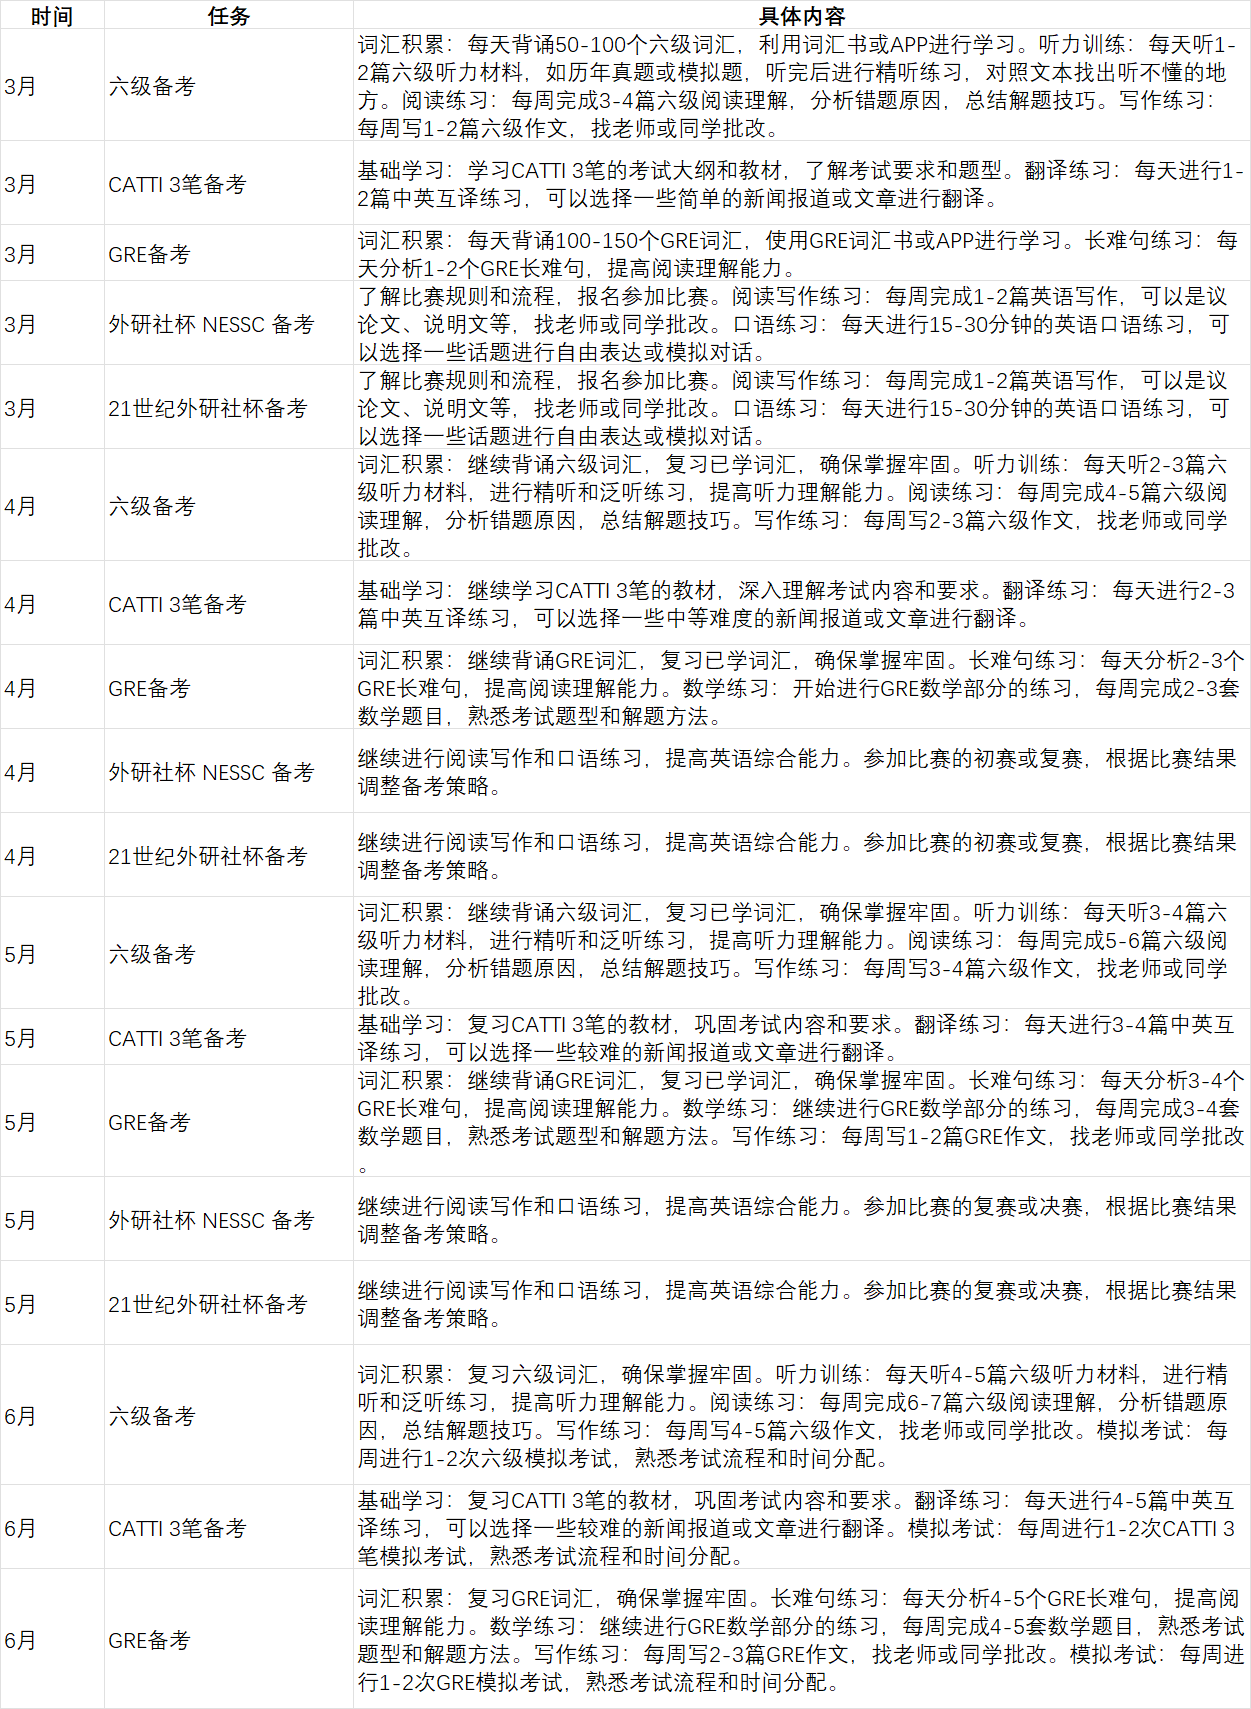 时间 任务 具体内容
词汇积累：每天背诵50-100个六级词汇，利用词汇书或APP进行学习。听力训练：每天听1-
3月 六级备考 2篇六级听力材料，如历年真题或模拟题，听完后进行精听练习，对照文本找出听不懂的地
方。阅读练习：每周完成3-4篇六级阅读理解，分析错题原因，总结解题技巧。写作练习：
每周写1-2篇六级作文，找老师或同学批改。
3月 CATTI 3笔备考 基础学习：学习CATTI 3笔的考试大纲和教材，了解考试要求和题型。翻译练习：每天进行1-
2篇中英互译练习，可以选择一些简单的新闻报道或文章进行翻译。
3月 GRE备考 词汇积累：每天背诵100-150个GRE词汇，使用GRE词汇书或APP进行学习。长难句练习：每
天分析1-2个GRE长难句，提高阅读理解能力。
了解比赛规则和流程，报名参加比赛。阅读写作练习：每周完成1-2篇英语写作，可以是议
3月 外研社杯 NESSC 备考 论文、说明文等，找老师或同学批改。口语练习：每天进行15-30分钟的英语口语练习，可
以选择一些话题进行自由表达或模拟对话。
了解比赛规则和流程，报名参加比赛。阅读写作练习：每周完成1-2篇英语写作，可以是议
3月 21世纪外研社杯备考 论文、说明文等，找老师或同学批改。口语练习：每天进行15-30分钟的英语口语练习，可
以选择一些话题进行自由表达或模拟对话。
词汇积累：继续背诵六级词汇，复习已学词汇，确保掌握牢固。听力训练：每天听2-3篇六
4月 六级备考 级听力材料，进行精听和泛听练习，提高听力理解能力。阅读练习：每周完成4-5篇六级阅
读理解，分析错题原因，总结解题技巧。写作练习：每周写2-3篇六级作文，找老师或同学
批改。
4月 CATTI 3笔备考 基础学习：继续学习CATTI 3笔的教材，深入理解考试内容和要求。翻译练习：每天进行2-3
篇中英互译练习，可以选择一些中等难度的新闻报道或文章进行翻译。
词汇积累：继续背诵GRE词汇，复习已学词汇，确保掌握牢固。长难句练习：每天分析2-3个
4月 GRE备考 GRE长难句，提高阅读理解能力。数学练习：开始进行GRE数学部分的练习，每周完成2-3套
数学题目，熟悉考试题型和解题方法。
4月 外研社杯 NESSC 备考 继续进行阅读写作和口语练习，提高英语综合能力。参加比赛的初赛或复赛，根据比赛结果
调整备考策略。
4月 21世纪外研社杯备考 继续进行阅读写作和口语练习，提高英语综合能力。参加比赛的初赛或复赛，根据比赛结果
调整备考策略。
词汇积累：继续背诵六级词汇，复习已学词汇，确保掌握牢固。听力训练：每天听3-4篇六
5月 六级备考 级听力材料，进行精听和泛听练习，提高听力理解能力。阅读练习：每周完成5-6篇六级阅
读理解，分析错题原因，总结解题技巧。写作练习：每周写3-4篇六级作文，找老师或同学
批改。
5月 CATTI 3笔备考 基础学习：复习CATTI 3笔的教材，巩固考试内容和要求。翻译练习：每天进行3-4篇中英互
译练习，可以选择一些较难的新闻报道或文章进行翻译。
词汇积累：继续背诵GRE词汇，复习已学词汇，确保掌握牢固。长难句练习：每天分析3-4个
5月 GRE备考 GRE长难句，提高阅读理解能力。数学练习：继续进行GRE数学部分的练习，每周完成3-4套
数学题目，熟悉考试题型和解题方法。写作练习：每周写1-2篇GRE作文，找老师或同学批改
。
5月 外研社杯 NESSC 备考 继续进行阅读写作和口语练习，提高英语综合能力。参加比赛的复赛或决赛，根据比赛结果
调整备考策略。
5月 21世纪外研社杯备考 继续进行阅读写作和口语练习，提高英语综合能力。参加比赛的复赛或决赛，根据比赛结果
调整备考策略。
词汇积累：复习六级词汇，确保掌握牢固。听力训练：每天听4-5篇六级听力材料，进行精
6月 六级备考 听和泛听练习，提高听力理解能力。阅读练习：每周完成6-7篇六级阅读理解，分析错题原
因，总结解题技巧。写作练习：每周写4-5篇六级作文，找老师或同学批改。模拟考试：每
周进行1-2次六级模拟考试，熟悉考试流程和时间分配。
基础学习：复习CATTI 3笔的教材，巩固考试内容和要求。翻译练习：每天进行4-5篇中英互
6月 CATTI 3笔备考 译练习，可以选择一些较难的新闻报道或文章进行翻译。模拟考试：每周进行1-2次CATTI 3
笔模拟考试，熟悉考试流程和时间分配。
词汇积累：复习GRE词汇，确保掌握牢固。长难句练习：每天分析4-5个GRE长难句，提高阅
6月 GRE备考 读理解能力。数学练习：继续进行GRE数学部分的练习，每周完成4-5套数学题目，熟悉考试
题型和解题方法。写作练习：每周写2-3篇GRE作文，找老师或同学批改。模拟考试：每周进
行1-2次GRE模拟考试，熟悉考试流程和时间分配。